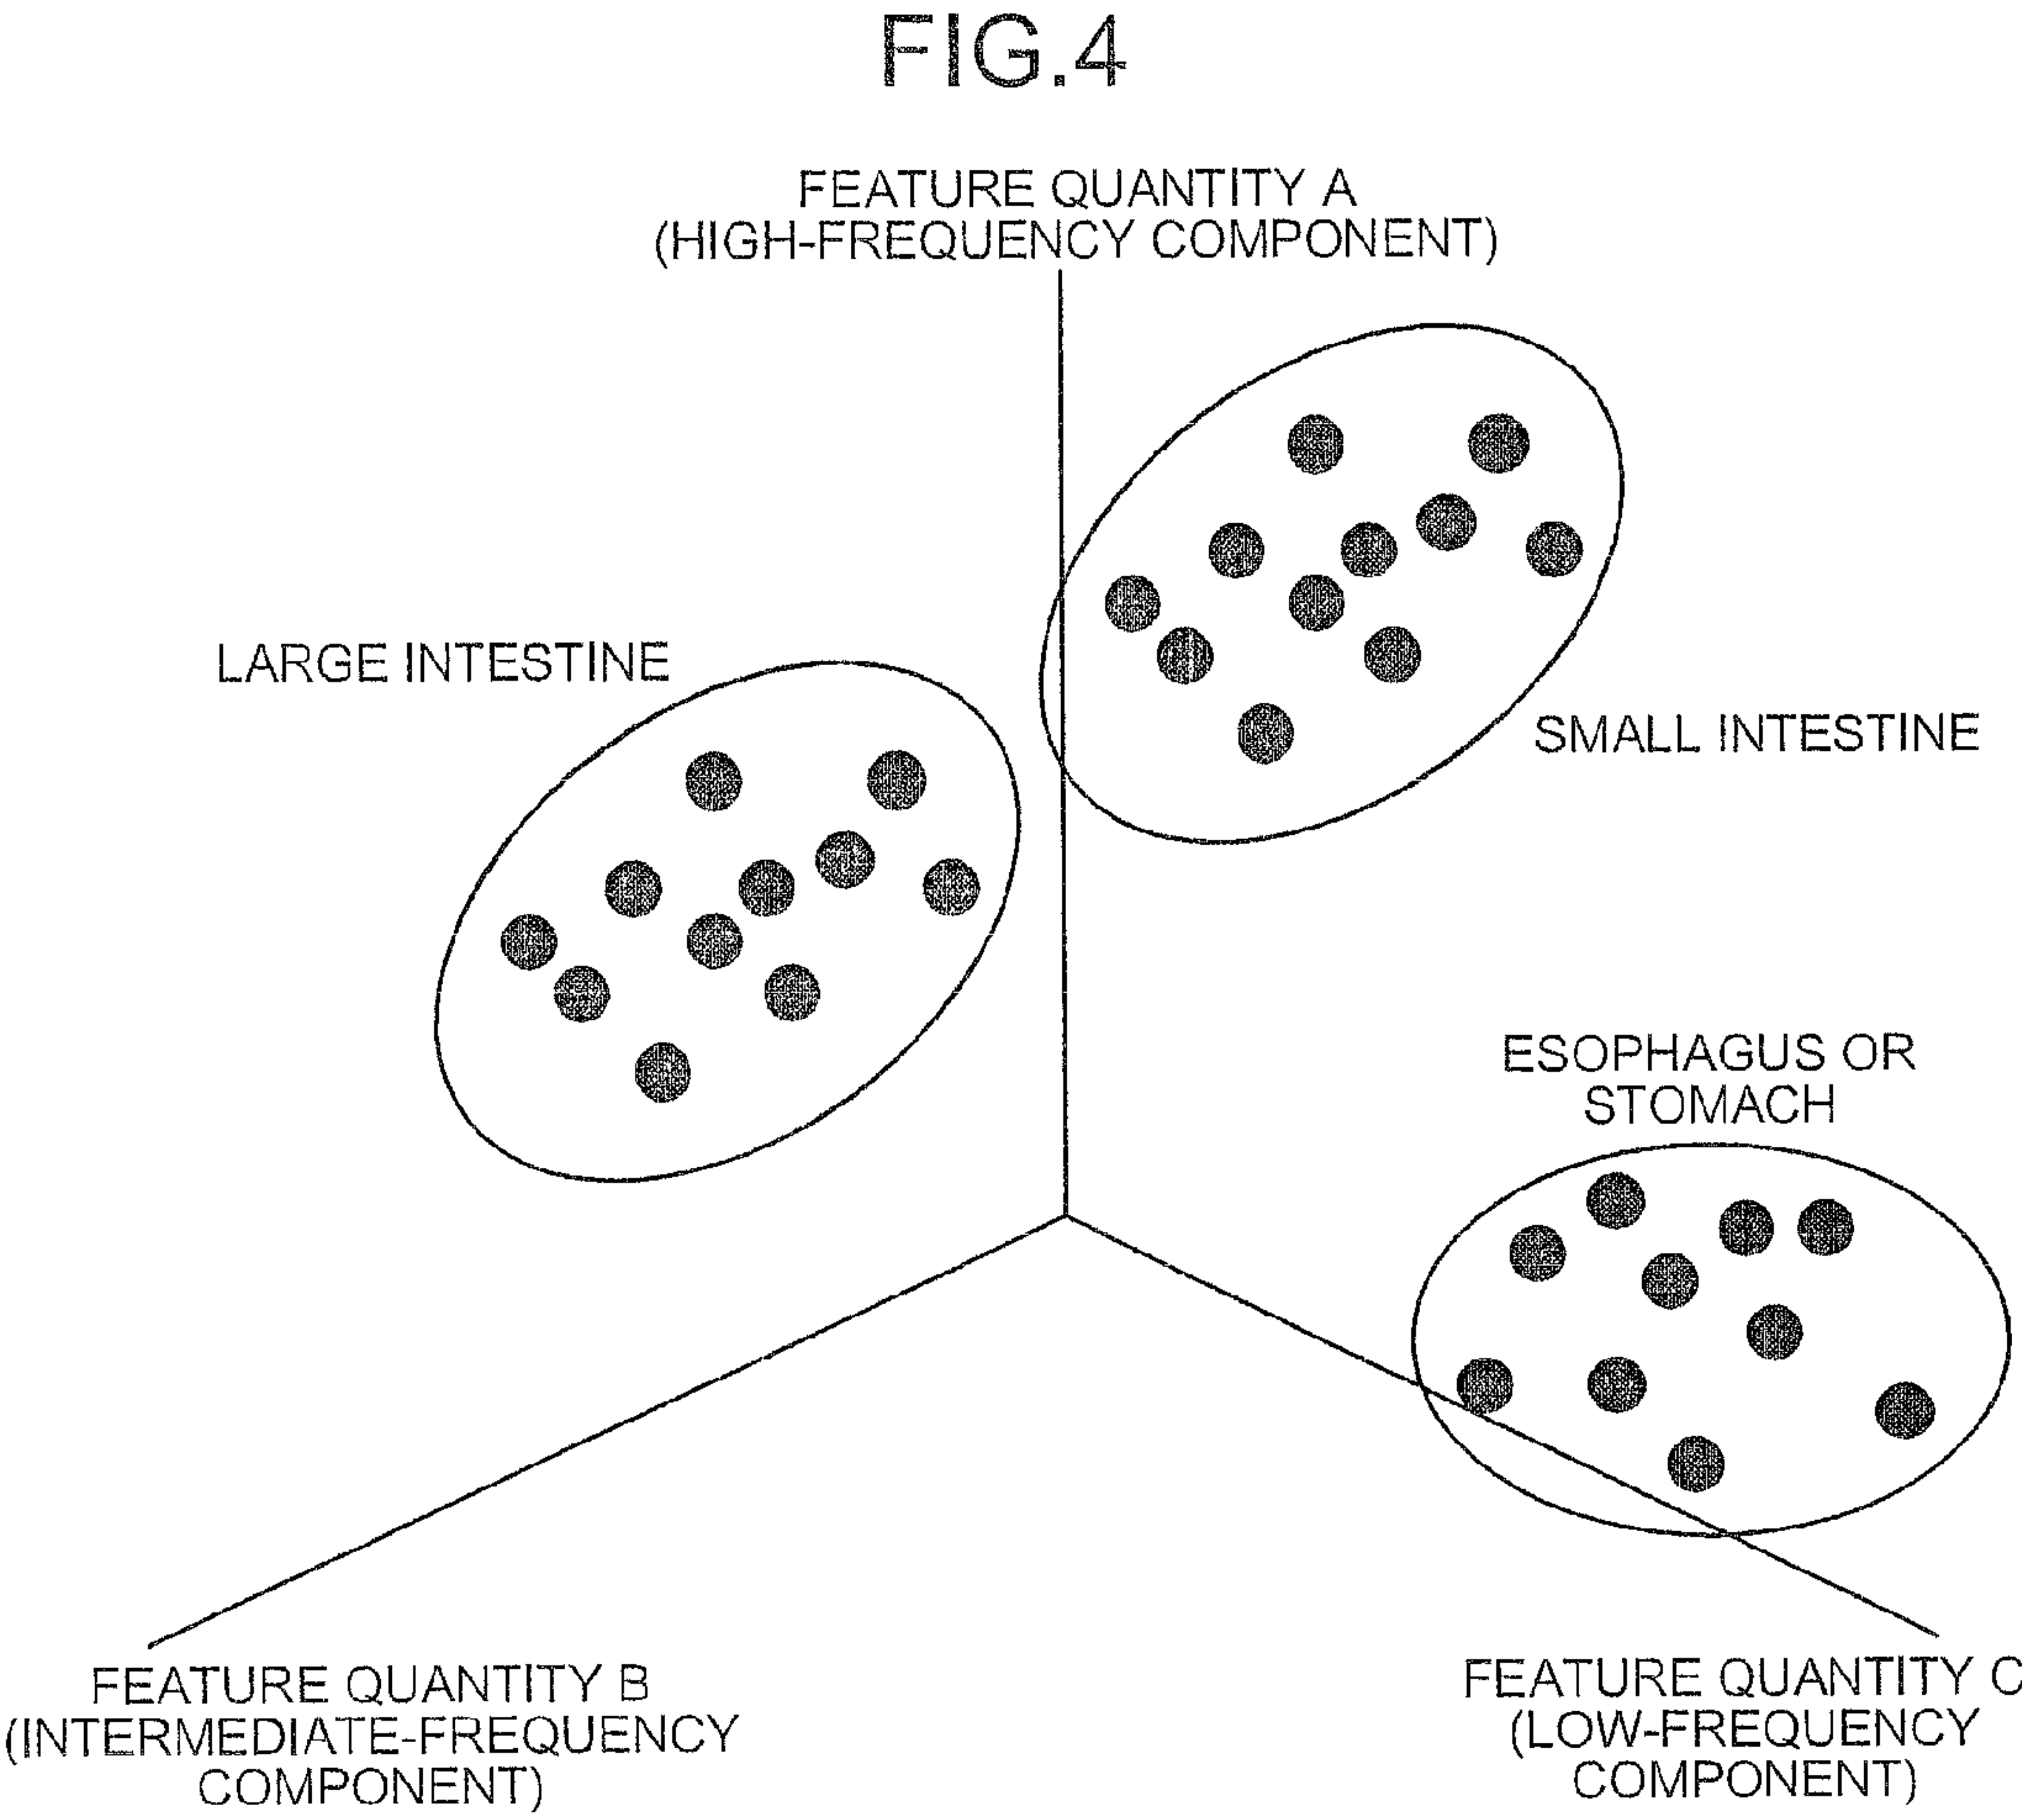 FIG.4
FEATURE QUANTITY A
(HIGH-FREQUENCY COMPONENT)
LARGE INTESTINE
SMALL INTESTINE
ESOPHAGUS OR
STOMACH
FEATURE QUANTITY B
(INTERMEDIATE-FREQUENCY
COMPONENT)
FEATURE QUANTITY C
(LOW-FREQUENCY
COMPONENT)